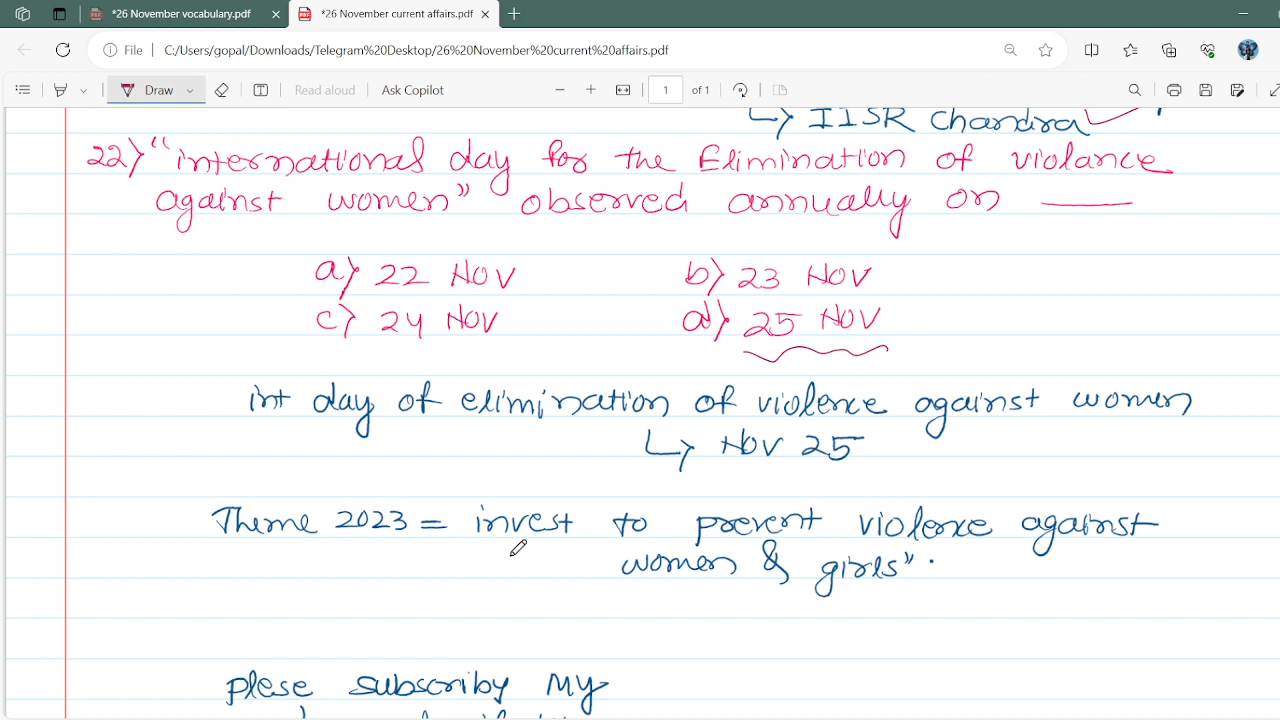 *26 November vocabulary.pdf
*26 November current affairs.pdf
File C:/Users/gopal/Downloads/Telegram%20Desktop/26%20November%20current%20affairs.pdf
Draw Read aloud Ask Copilot 1 of 1
↳ IISR Chandra
22) "international day for the Elimination of violance
against women" observed annually on ____
a) 22 Nov b) 23 Nov
c) 24 Nov d) 25 Nov
int day of elimination of violence against women
↳ Nov 25
Theme 2023 = invest to prevent violence against
women & girls".
plese subscriby My